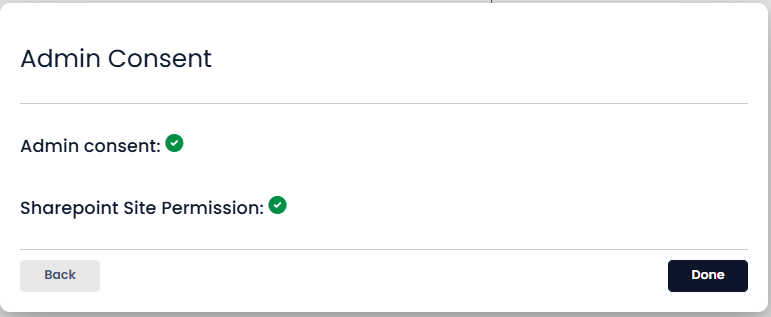 Admin Consent
Admin consent:
Sharepoint Site Permission:
Back
Done